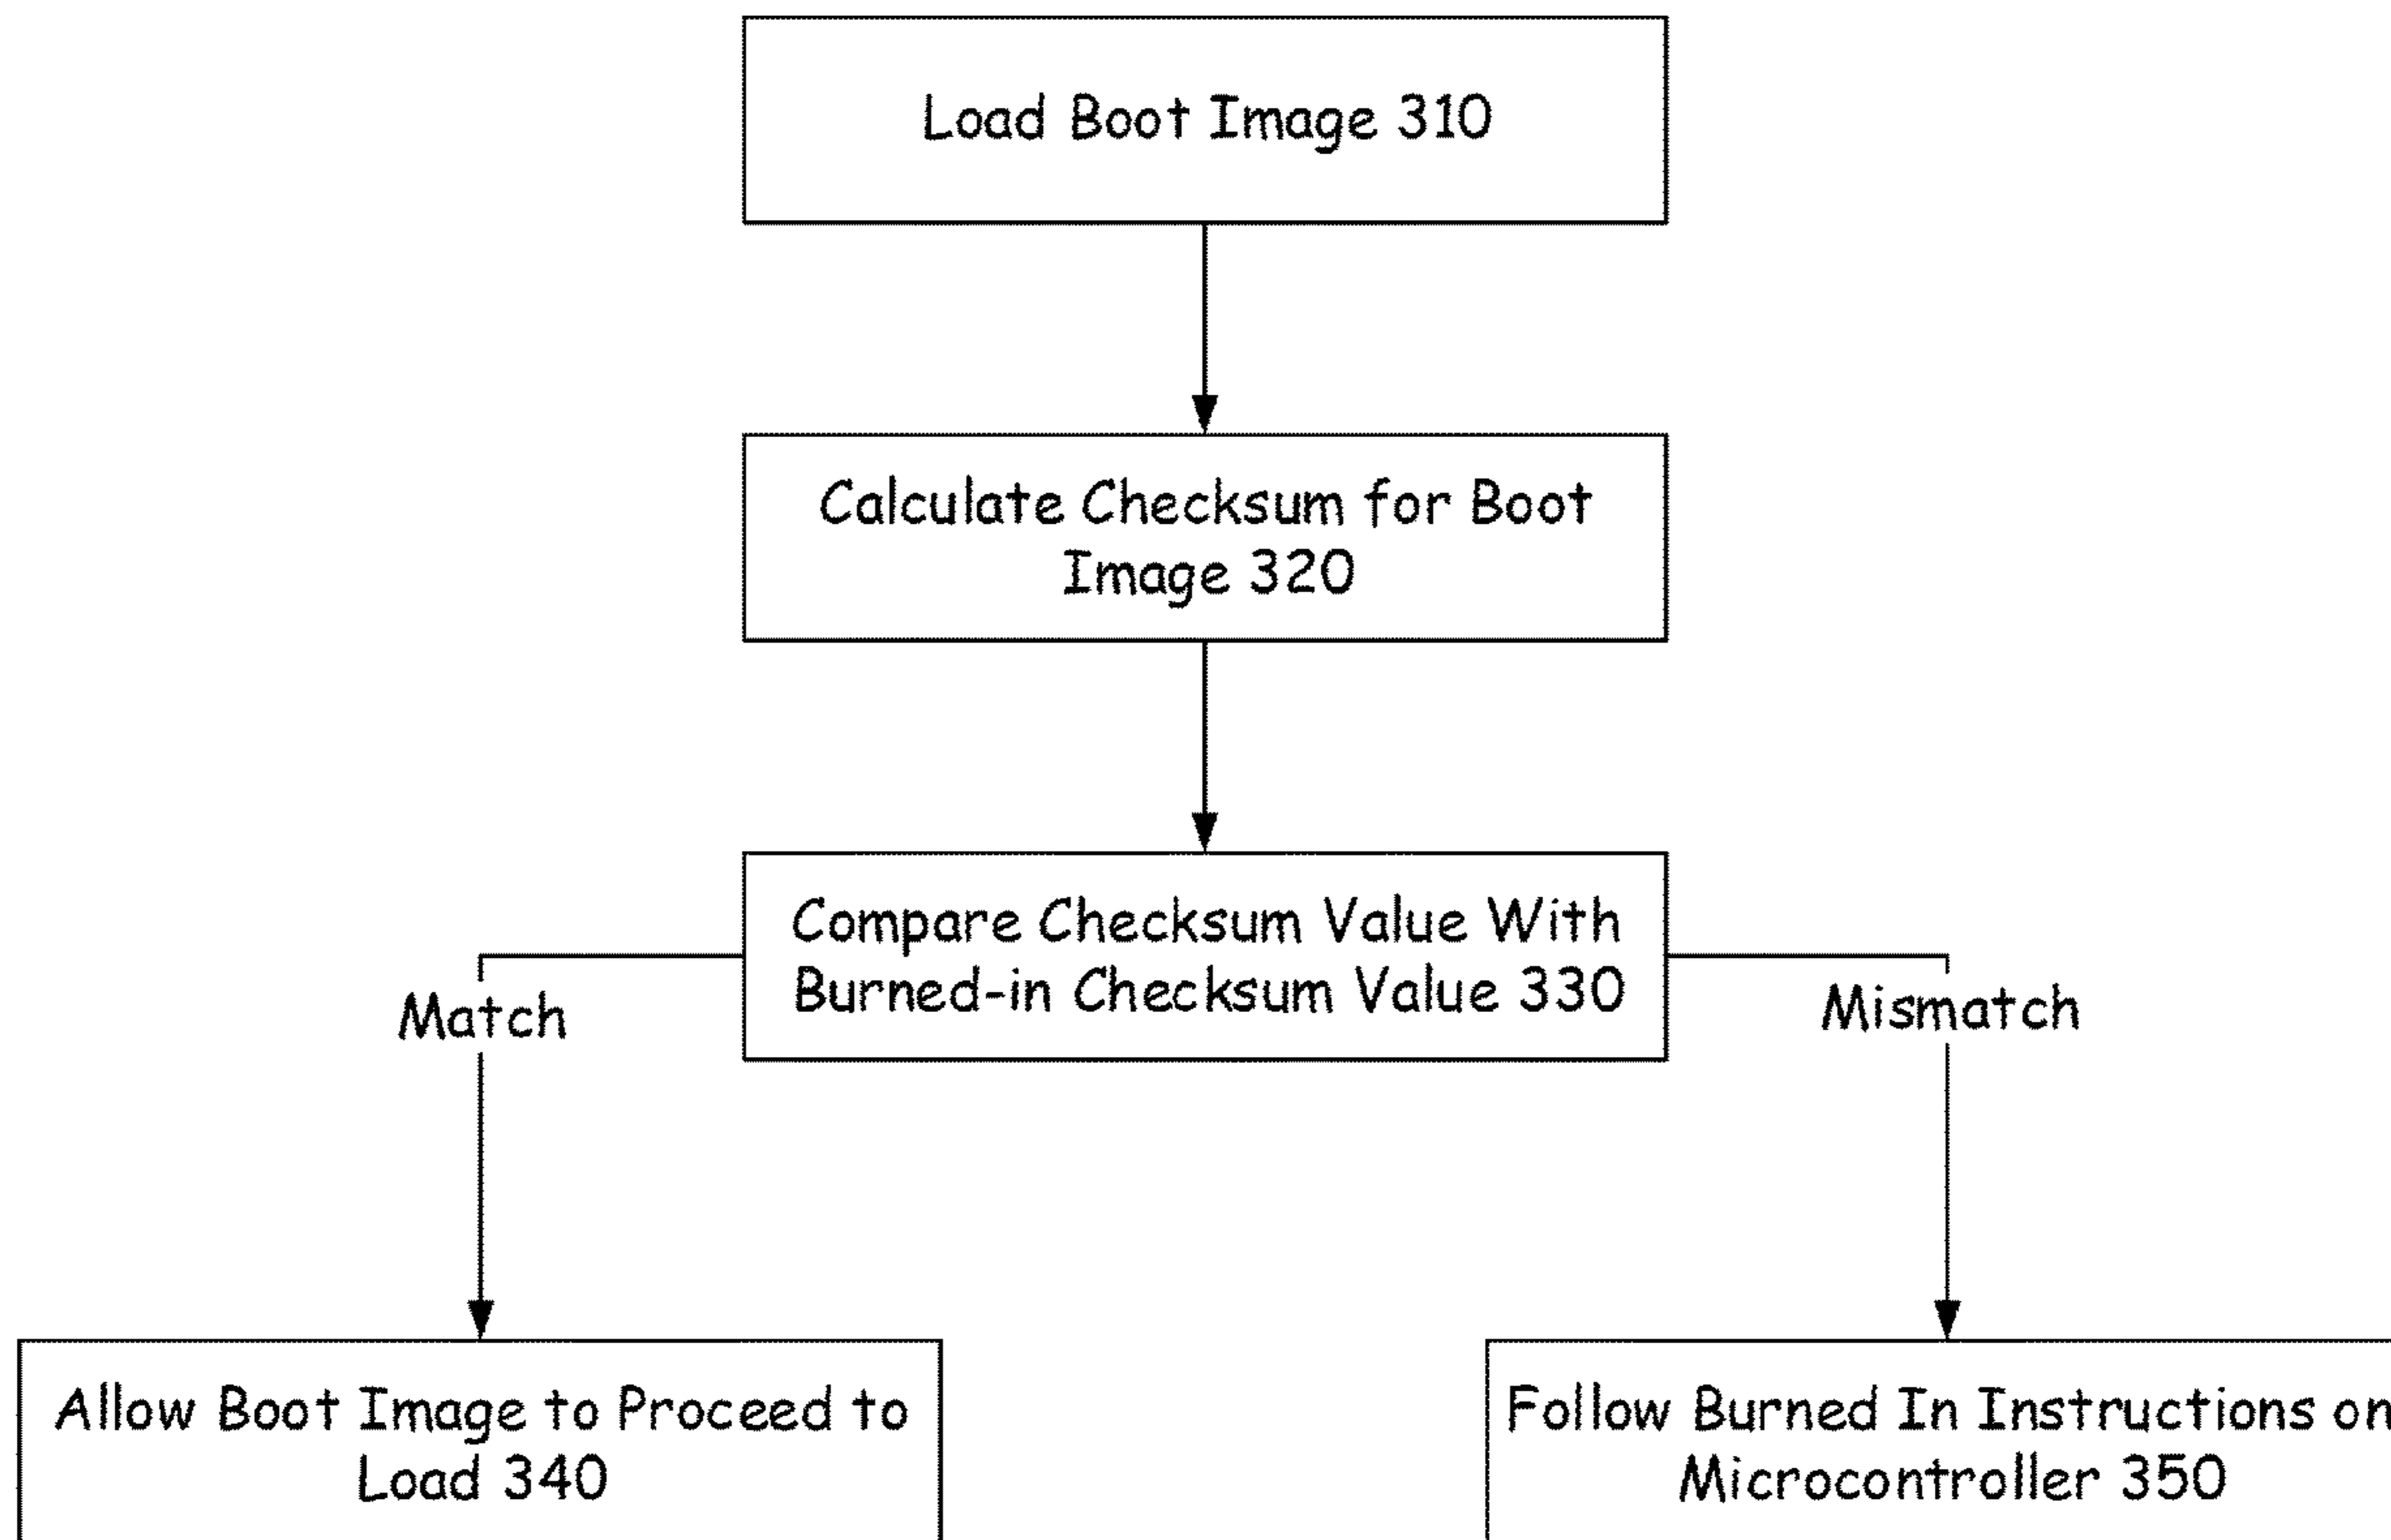 Load Boot Image 310
Calculate Checksum for Boot
Image 320
Compare Checksum Value With
Burned-in Checksum Value 330
Match
Mismatch
Allow Boot Image to Proceed to
Load 340
Follow Burned In Instructions on
Microcontroller 350